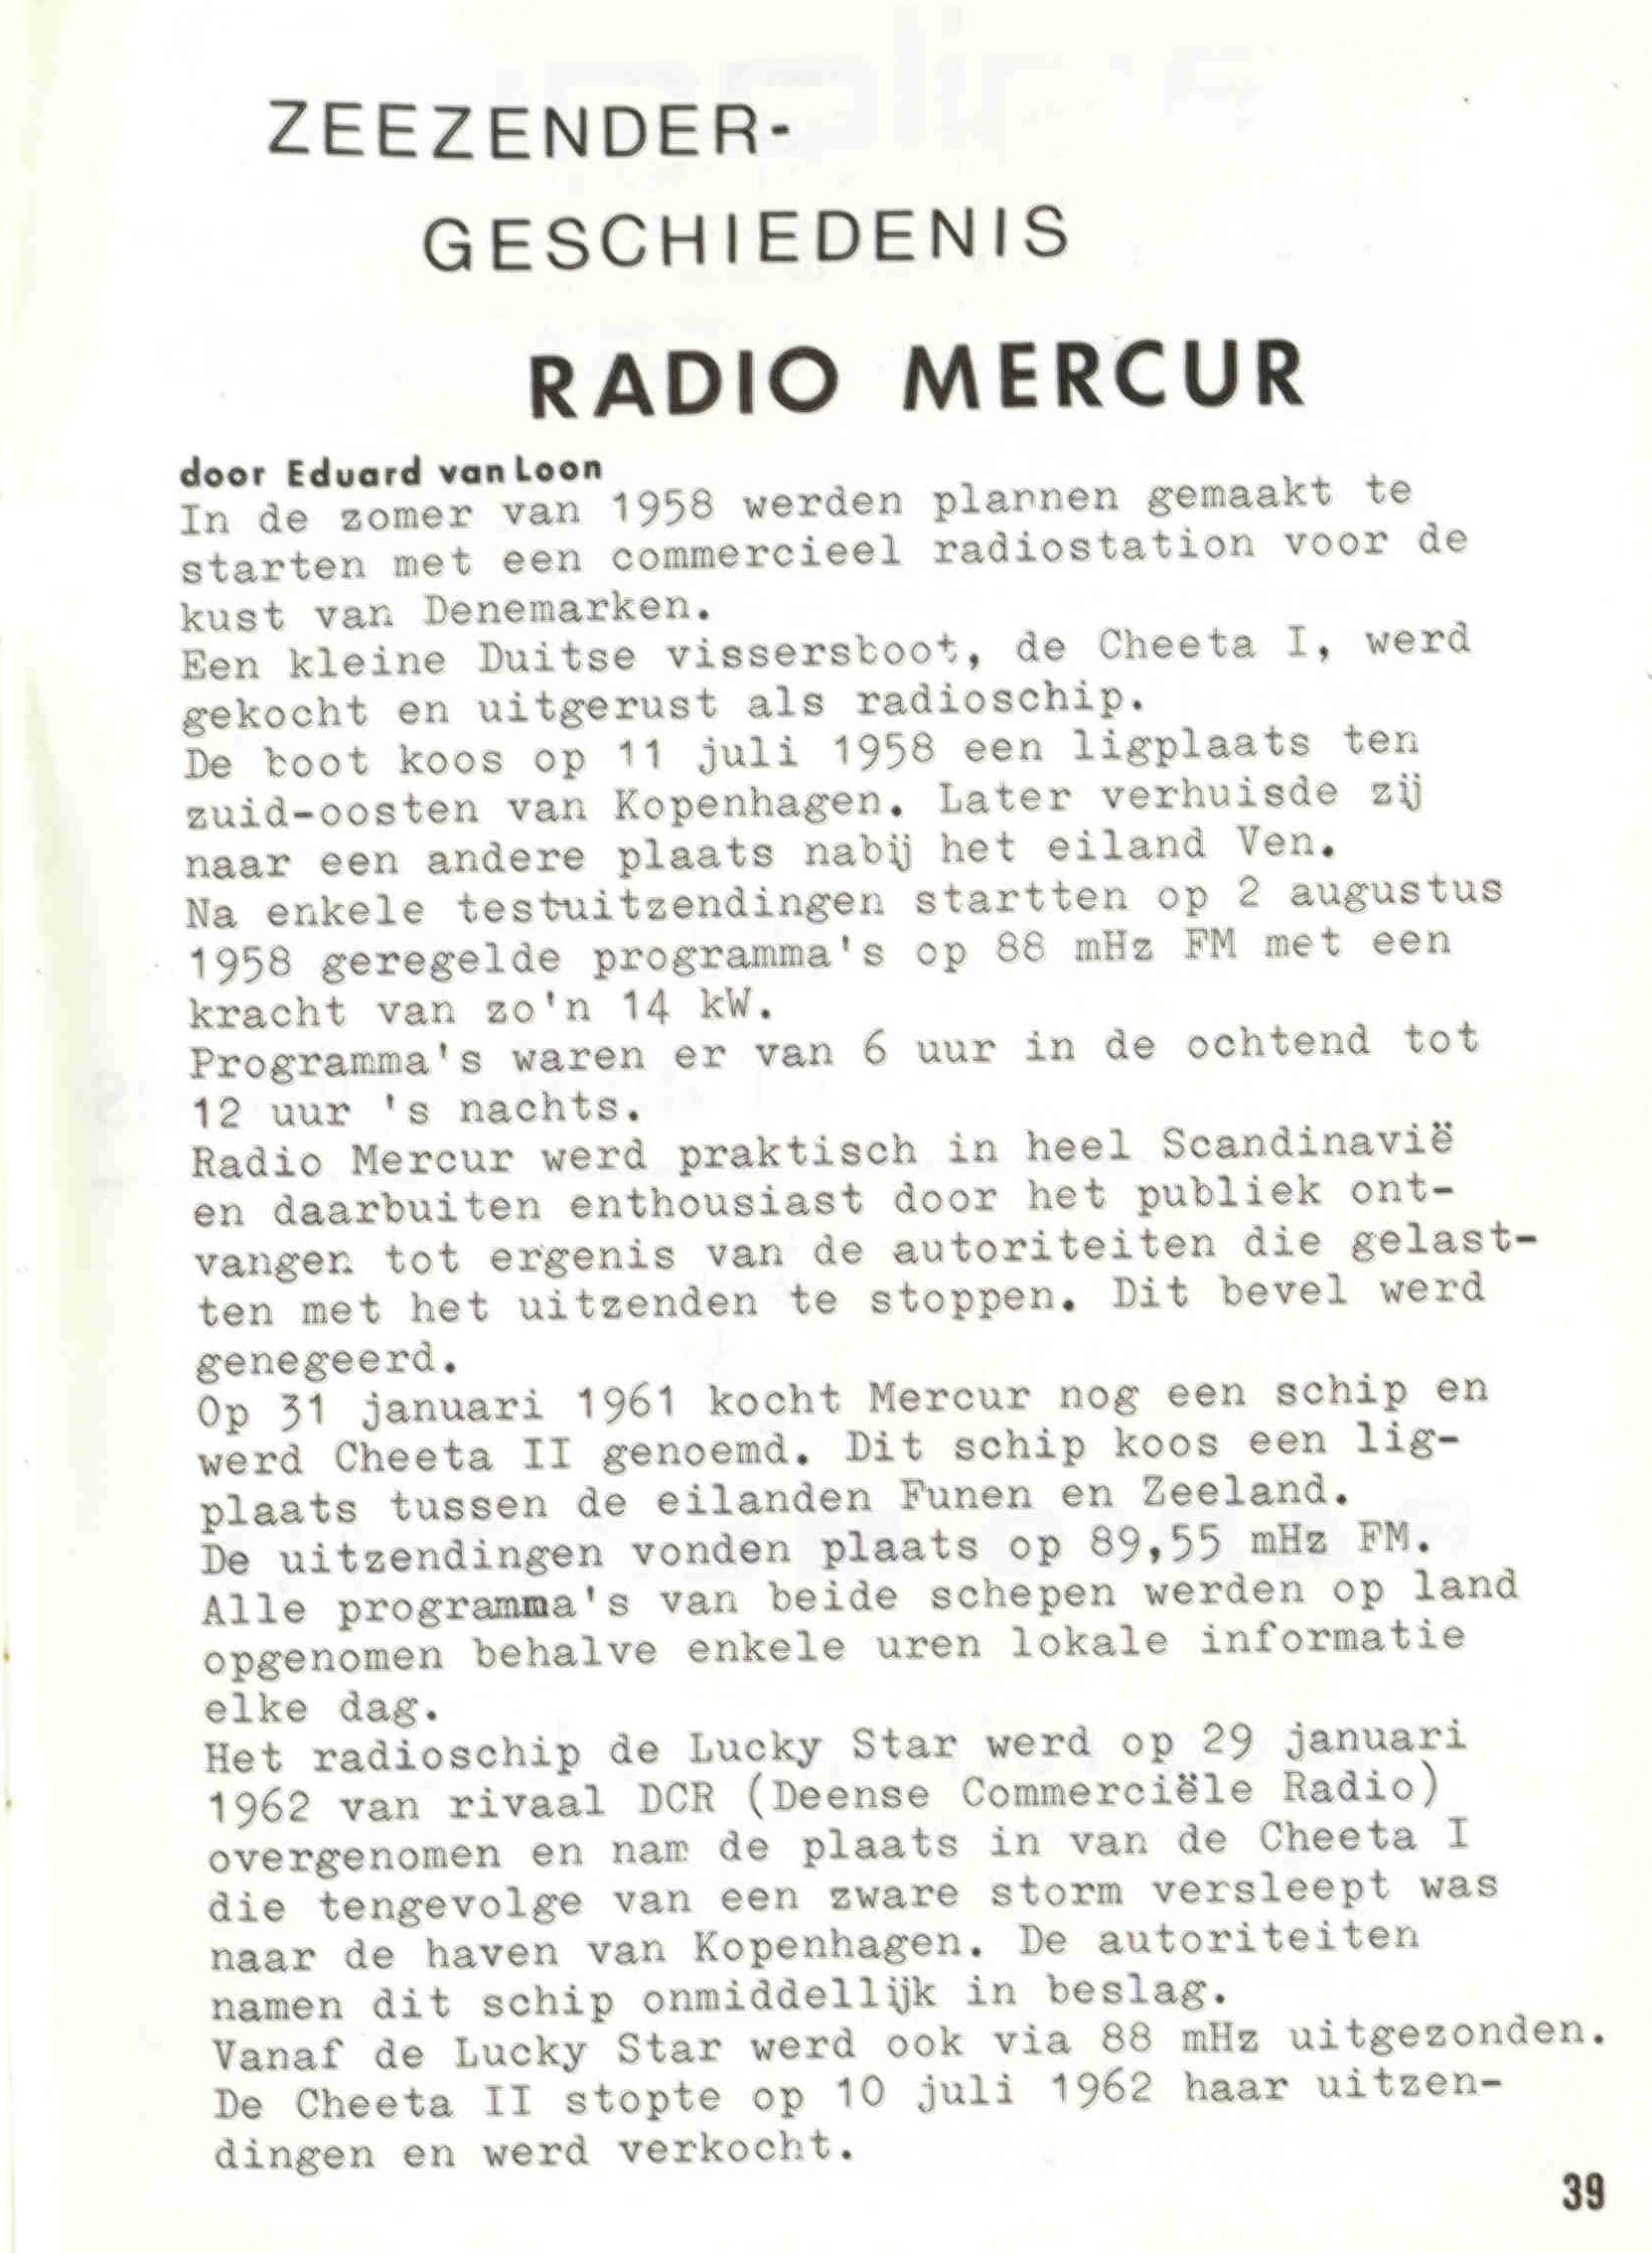 ZEEZENDER-
GESCHIEDENIS
RADIO MERCUR
door Eduard van Loon
In de zomer van 1958 werden plannen gemaakt te
starten met een commercieel radiostation voor de
kust van Denemarken.
Een kleine Duitse vissersboot, de Cheeta I, werd
gekocht en uitgerust als radioschip.
De boot koos op 11 juli 1958 een ligplaats ten
zuid-oosten van Kopenhagen. Later verhuisde zij
naar een andere plaats nabij het eiland Ven.
Na enkele testuitzendingen startten op 2 augustus
1958 geregelde programma's op 88 mHz FM met een
kracht van zo'n 14 kW.
Programma's waren er van 6 uur in de ochtend tot
12 uur 's nachts.
Radio Mercur werd praktisch in heel Scandinavië
en daarbuiten enthousiast door het publiek ont-
vangen tot ergenis van de autoriteiten die gelast-
ten met het uitzenden te stoppen. Dit bevel werd
genegeerd.
Op 31 januari 1961 kocht Mercur nog een schip en
werd Cheeta II genoemd. Dit schip koos een lig-
plaats tussen de eilanden Funen en Zeeland.
De uitzendingen vonden plaats op 89,55 mHz FM.
Alle programma's van beide schepen werden op land
opgenomen behalve enkele uren lokale informatie
elke dag.
Het radioschip de Lucky Star werd op 29 januari
1962 van rivaal DCR (Deense Commerciële Radio)
overgenomen en nam de plaats in van de Cheeta I
die tengevolge van een zware storm versleept was
naar de haven van Kopenhagen. De autoriteiten
namen dit schip onmiddellijk in beslag.
Vanaf de Lucky Star werd ook via 88 mHz uitgezonden.
De Cheeta II stopte op 10 juli 1962 haar uitzen-
dingen en werd verkocht.
39